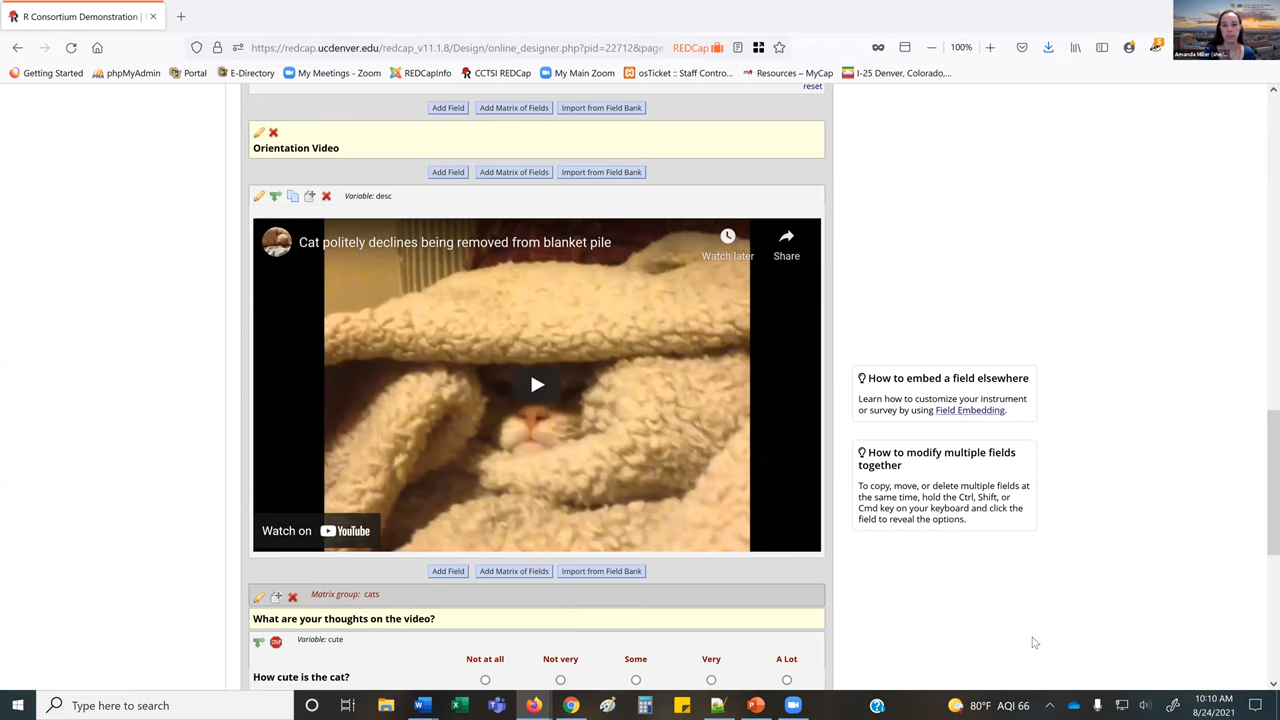 R Consortium Demonstration |
https://redcap.ucdenver.edu/redcap_v11.1.8/Des
ne_designer.php?pid=22712&page
REDCap
100%
Getting Started
phpMyAdmin
Portal
E-Directory
My Meetings - Zoom
REDCapInfo
CCTSI REDCap
My Main Zoom
osTicket :: Staff Contro...
Resources – MyCap
I-25 Denver, Colorado,...
Amanda Miller (she/...
reset
Add Field
Add Matrix of Fields
Import from Field Bank
Orientation Video
Add Field
Add Matrix of Fields
Import from Field Bank
Variable: desc
Cat politely declines being removed from blanket pile
Watch later
Share
Watch on YouTube
How to embed a field elsewhere
Learn how to customize your instrument
or survey by using Field Embedding.
How to modify multiple fields
together
To copy, move, or delete multiple fields at
the same time, hold the Ctrl, Shift, or
Cmd key on your keyboard and click the
field to reveal the options.
Add Field
Add Matrix of Fields
Import from Field Bank
Matrix group: cats
What are your thoughts on the video?
STOP
Variable: cute
Not at all
Not very
Some
Very
A Lot
How cute is the cat?
Type here to search
80°F AQI 66
10:10 AM
8/24/2021